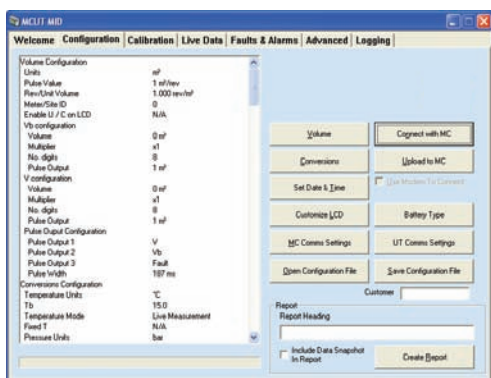 MCUT MID
Welcome Configuration Calibration Live Data Faults & Alarms Advanced Logging
Volume Configuration
Units m³
Pulse Value 1 m³/rev
Rev/Unit Volume 1.000 rev/m³
Meter/Site ID 0
Enable U / C on LCD N/A
Vb configuration
Volume 0 m³
Multiplier x1
No. digits 8
Pulse Output 1 m³
V configuration
Volume 0 m³
Multiplier x1
No. digits 8
Pulse Output 1 m³
Pulse Ouput Configuration
Pulse Output 1 V
Pulse Output 2 Vb
Pulse Output 3 Fault
Pulse Width 187 ms
Conversions Configuration
Temperature Units °C
Tb 15.0
Temperature Mode Live Measurement
Fixed T N/A
Pressure Units bar
Volume Connect with MC
Conversions Upload to MC
Use Modem To Connect
Set Date & Time
Customize LCD Battery Type
MC Comms Settings UT Comms Settings
Open Configuration File Save Configuration File
Customer
Report
Report Heading
Include Data Snapshot
In Report
Create Report